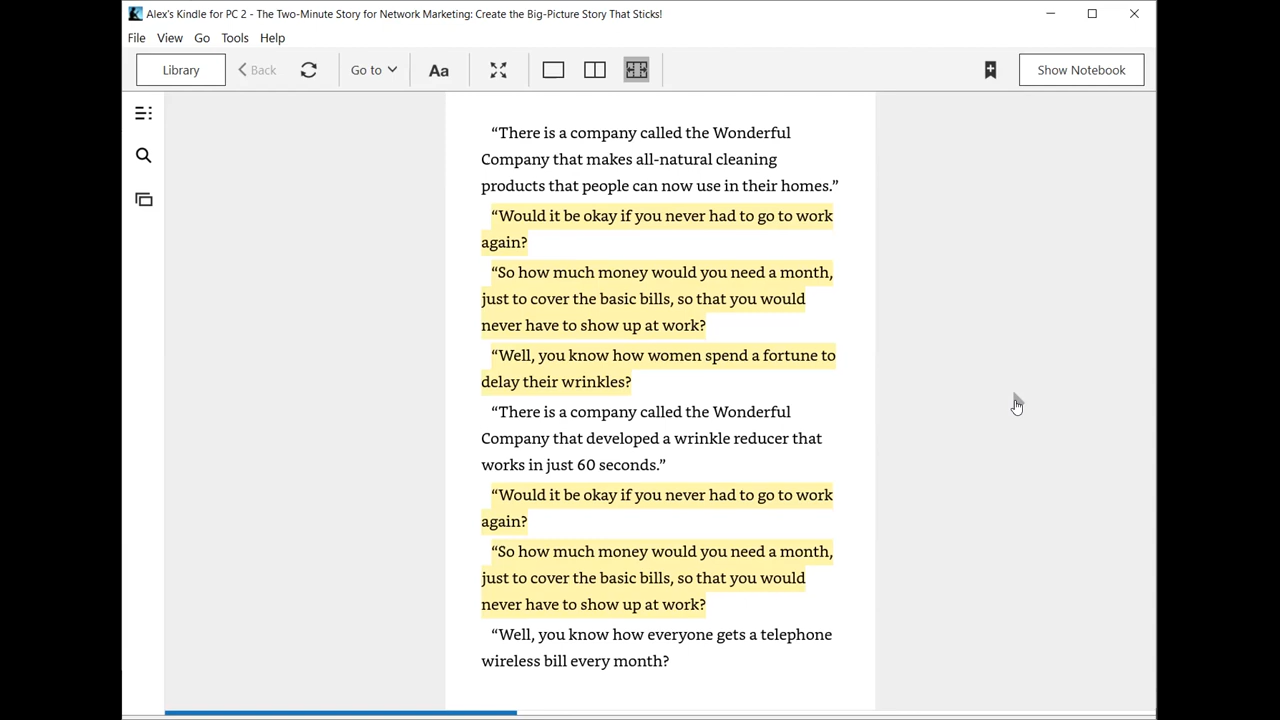 Alex's Kindle for PC 2 - The Two-Minute Story for Network Marketing: Create the Big-Picture Story That Sticks!
File View Go Tools Help
Library Back Go to Aa Show Notebook
“There is a company called the Wonderful
Company that makes all-natural cleaning
products that people can now use in their homes.”
“Would it be okay if you never had to go to work
again?
“So how much money would you need a month,
just to cover the basic bills, so that you would
never have to show up at work?
“Well, you know how women spend a fortune to
delay their wrinkles?
“There is a company called the Wonderful
Company that developed a wrinkle reducer that
works in just 60 seconds.”
“Would it be okay if you never had to go to work
again?
“So how much money would you need a month,
just to cover the basic bills, so that you would
never have to show up at work?
“Well, you know how everyone gets a telephone
wireless bill every month?